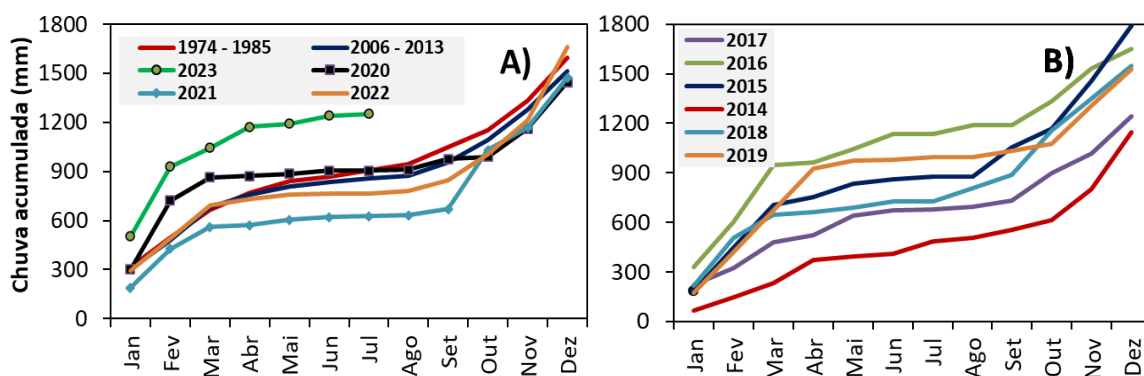 Chuva acumulada (mm)
1800
1500
1200
900
600
300
0
A)
1974 - 1985
2006 - 2013
2023
2020
2021
2022
Jan
Fev
Mar
Abr
Mai
Jun
Jul
Ago
Set
Out
Nov
Dez
1800
1500
1200
900
600
300
0
B)
2017
2016
2015
2014
2018
2019
Jan
Fev
Mar
Abr
Mai
Jun
Jul
Ago
Set
Out
Nov
Dez